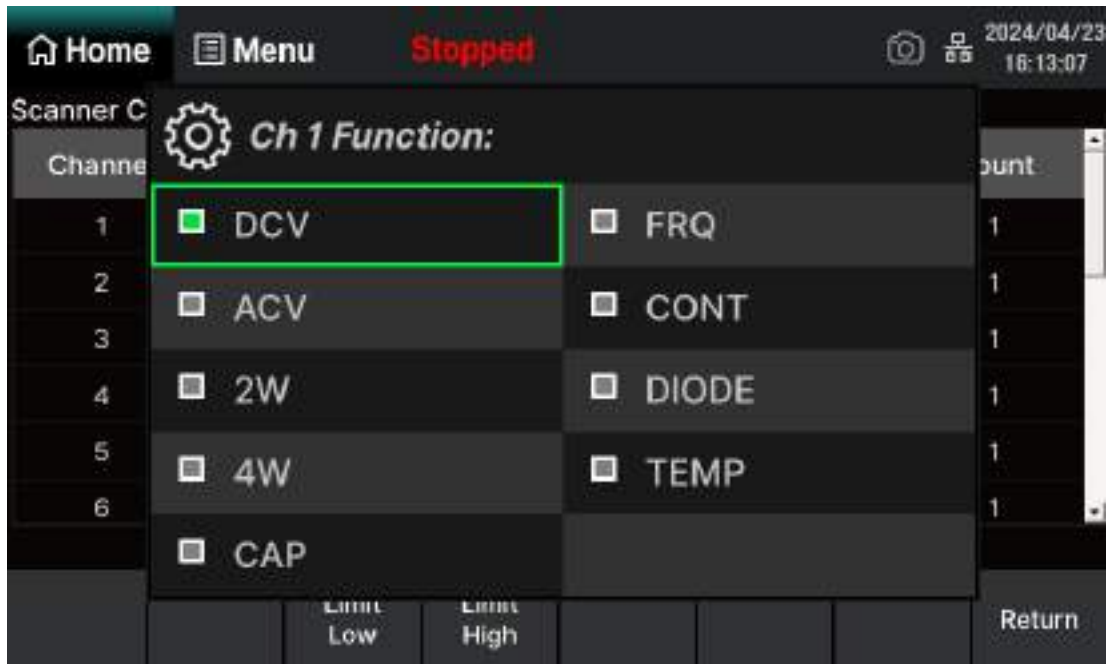 Home Menu Stopped 2024/04/23
16:13:07
Scanner C
Ch 1 Function:
Channe ount
1 DCV FRQ 1
2 ACV CONT 1
3 1
4 2W DIODE 1
5 4W TEMP 1
6 1
CAP
Limit Limit
Low High Return